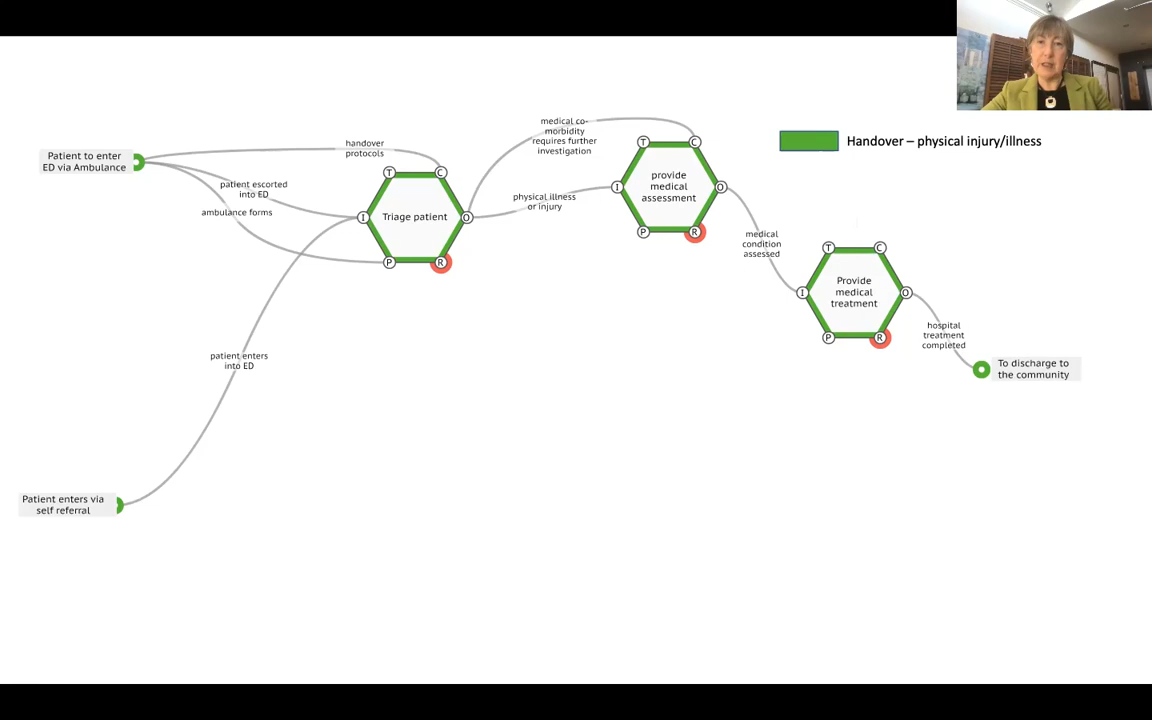 Patient to enter
ED via Ambulance
handover
protocols
patient escorted
into ED
ambulance forms
T
C
I
Triage patient
O
P
R
medical co-
morbidity
requires further
investigation
physical illness
or injury
T
C
I
provide
medical
assessment
O
P
R
Handover – physical injury/illness
medical
condition
assessed
T
C
I
Provide
medical
treatment
O
P
R
hospital
treatment
completed
To discharge to
the community
patient enters
into ED
Patient enters via
self referral